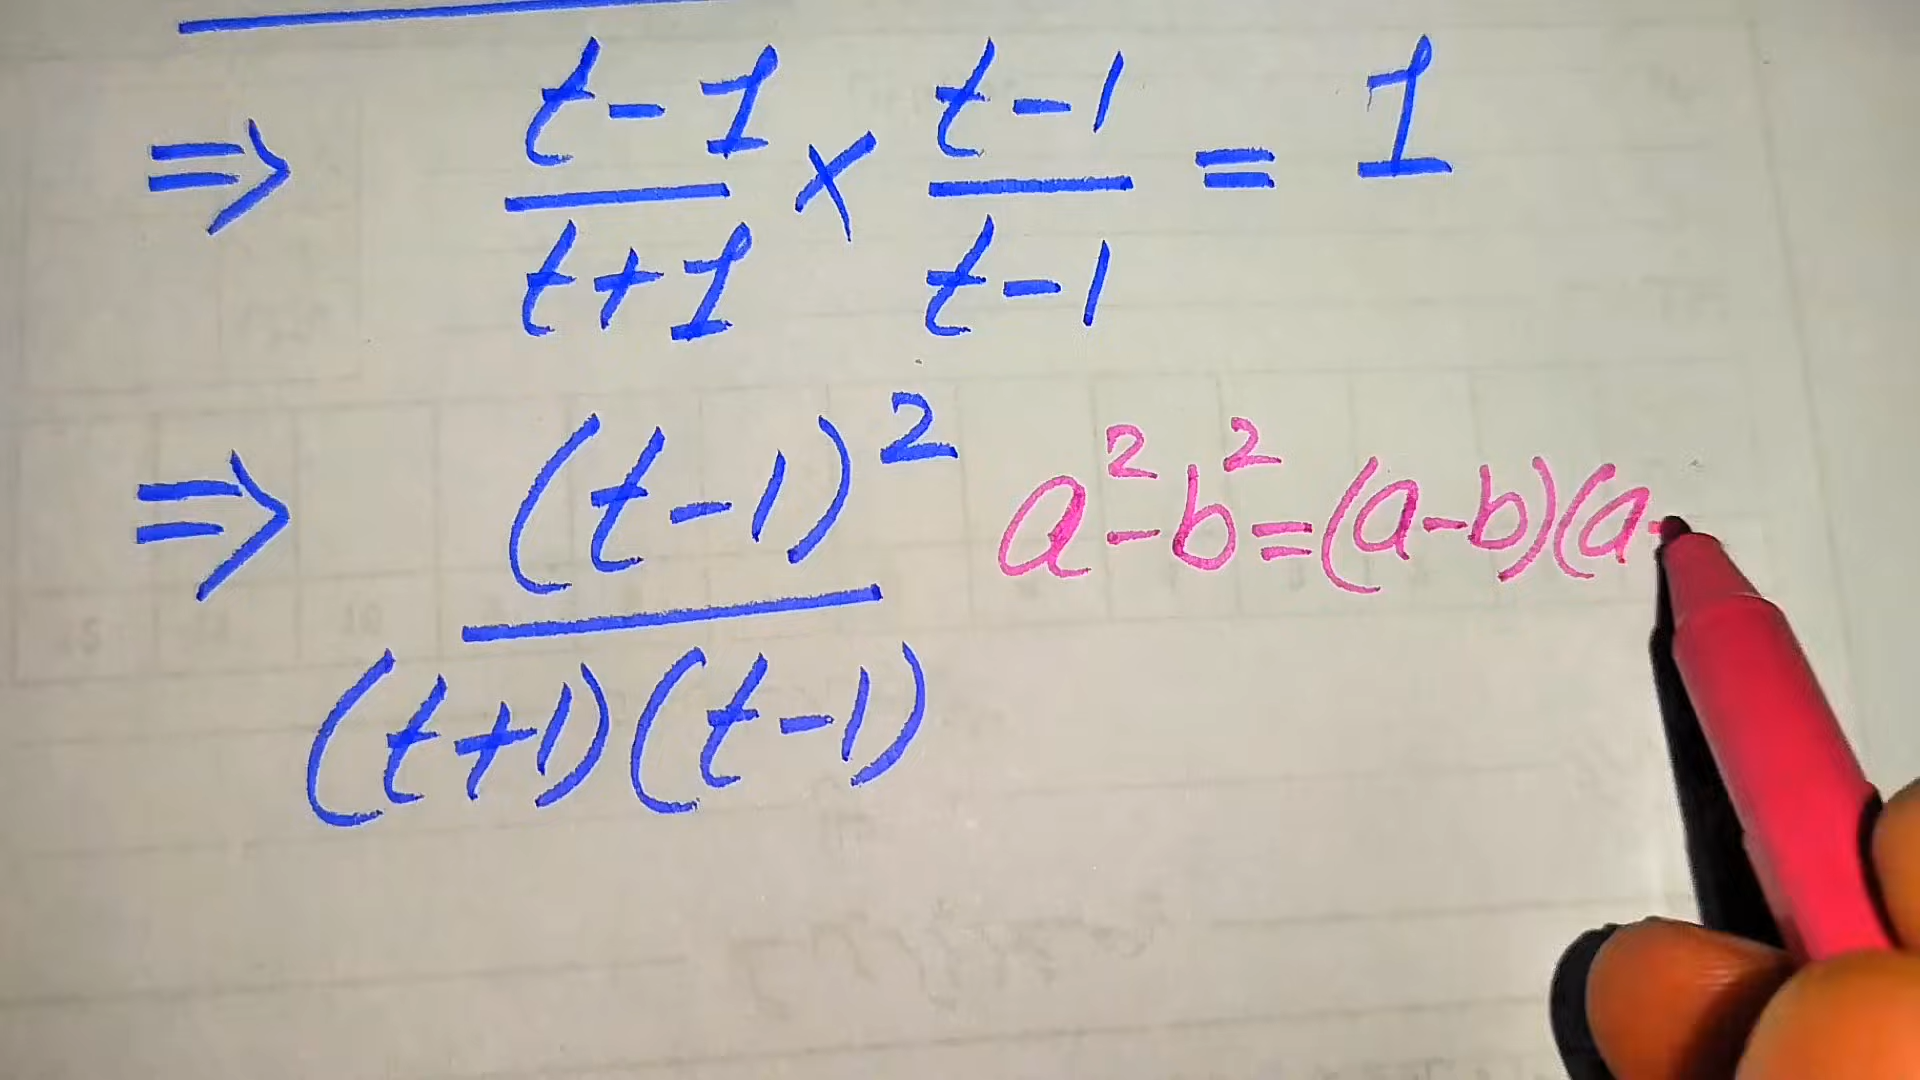 ⇒ (t-1)/(t+1) × (t-1)/(t-1) = 1
⇒ (t-1)²/((t+1)(t-1)) a²-b²=(a-b)(a-